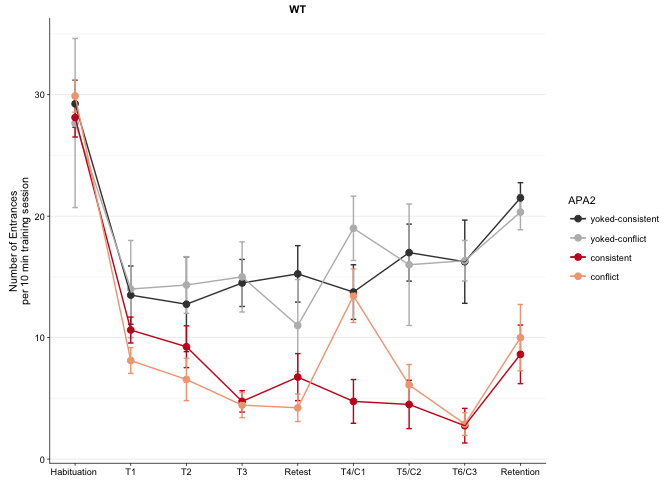 WT
Number of Entrances
per 10 min training session
30
20
10
0
Habituation T1 T2 T3 Retest T4/C1 T5/C2 T6/C3 Retention
APA2
yoked-consistent
yoked-conflict
consistent
conflict